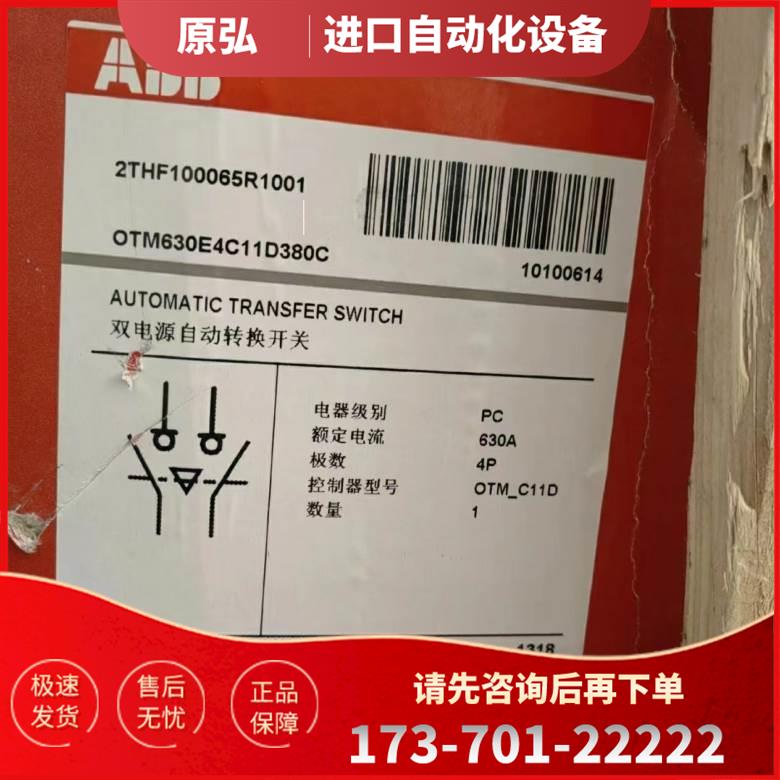 原弘 进口自动化设备
ABB
2THF100065R1001
OTM630E4C11D380C
10100614
AUTOMATIC TRANSFER SWITCH
双电源自动转换开关
电器级别 PC
额定电流 630A
极数 4P
控制器型号 OTM_C11D
数量 1
1318
极速发货
售后无忧
正品保障
请先咨询后再下单
173-701-22222